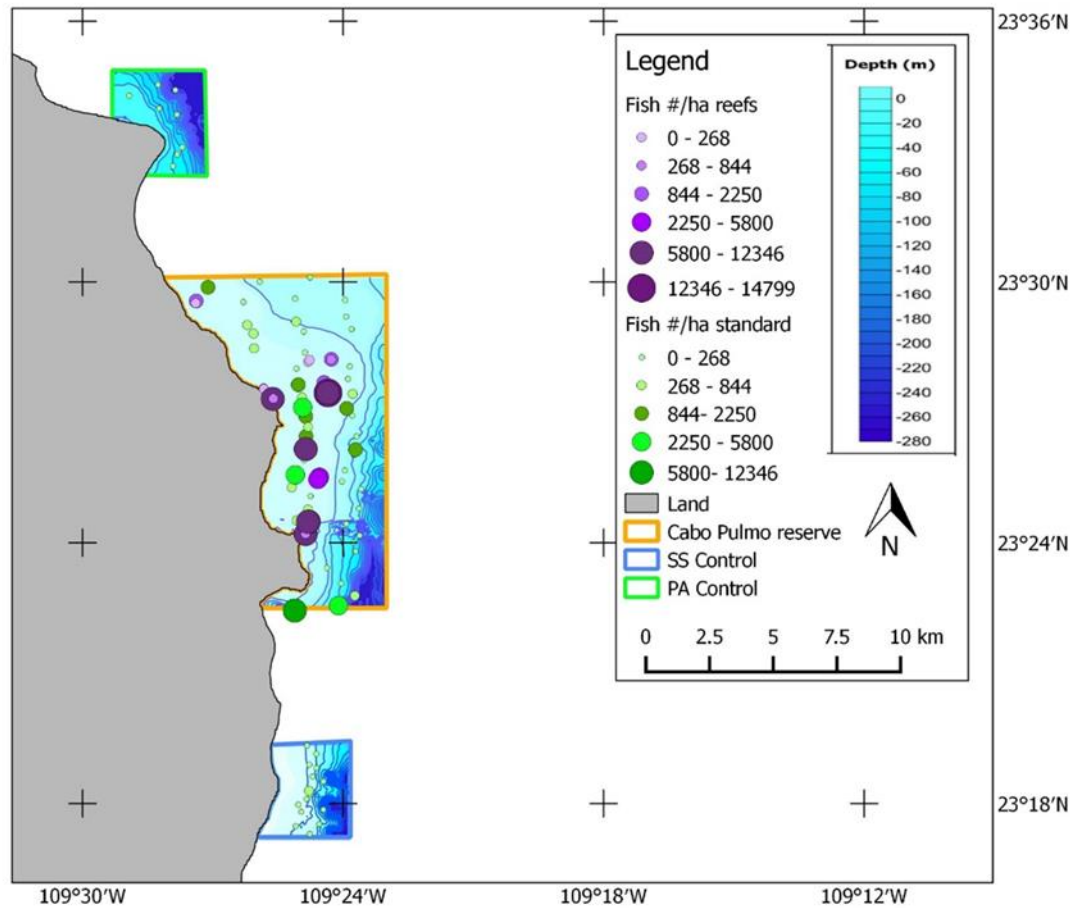 23°36′N
Legend
Fish #/ha reefs
0 - 268
268 - 844
844 - 2250
2250 - 5800
5800 - 12346
12346 - 14799
Fish #/ha standard
0 - 268
268 - 844
844- 2250
2250 - 5800
5800- 12346
Land
Cabo Pulmo reserve
SS Control
PA Control
Depth (m)
0
-20
-40
-60
-80
-100
-120
-140
-160
-180
-200
-220
-240
-260
-280
N
0 2.5 5 7.5 10 km
23°30′N
23°24′N
23°18′N
109°30′W 109°24′W 109°18′W 109°12′W